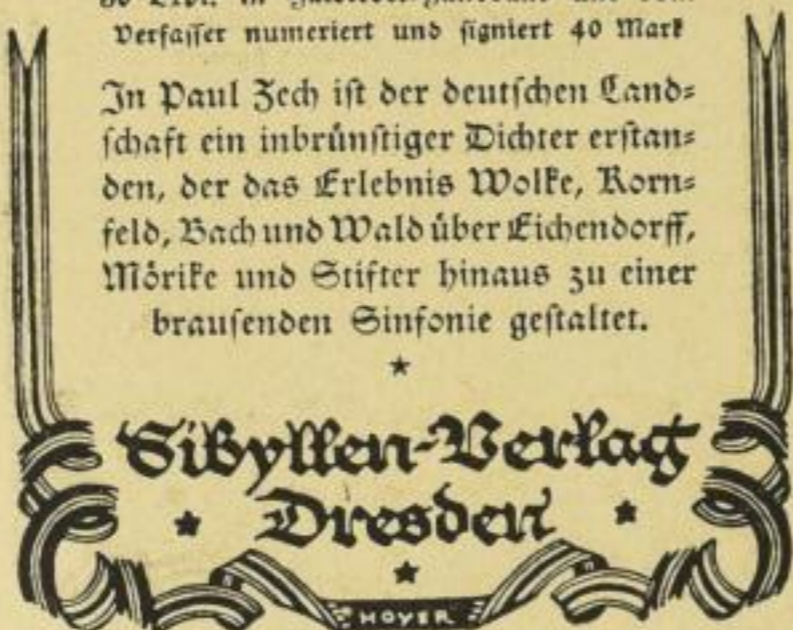 Verfasser numeriert und signiert 40 Mark
In Paul Zech ist der deutschen Land=
schaft ein inbrünstiger Dichter erstan=
den, der das Erlebnis Wolke, Korn=
feld, Bach und Wald über Eichendorff,
Mörike und Stifter hinaus zu einer
brausenden Sinfonie gestaltet.
Sibyllen-Verlag
Dresden
HOYER